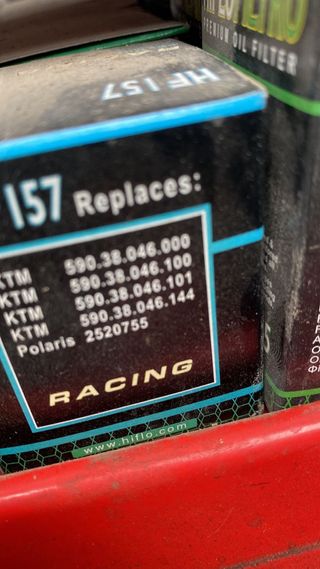 PREMIUM OIL FILTER
HF157
157 Replaces:
KTM 590.38.046.000
KTM 590.38.046.100
KTM 590.38.046.101
KTM 590.38.046.144
Polaris 2520755
RACING
www.hiflo.com